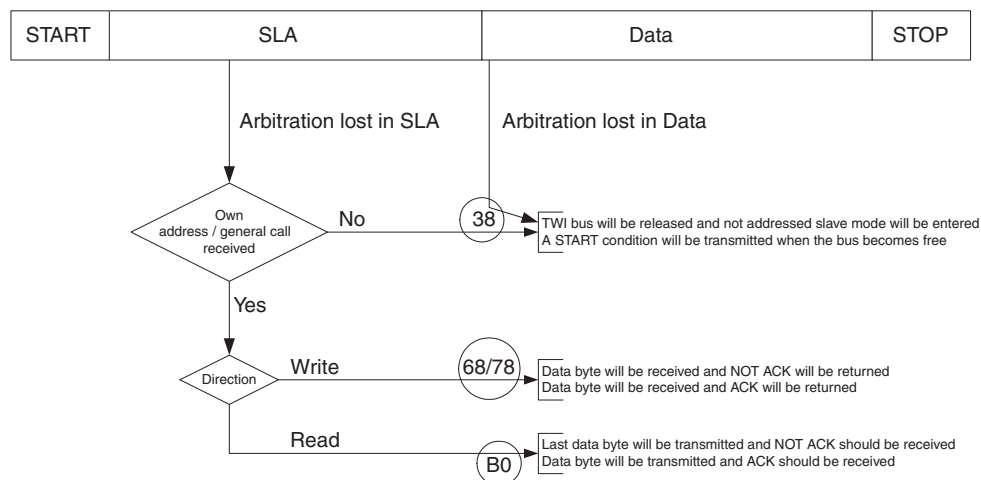 START SLA Data STOP
Arbitration lost in SLA Arbitration lost in Data
Own
address / general call
received
No
38
TWI bus will be released and not addressed slave mode will be entered
A START condition will be transmitted when the bus becomes free
Yes
Direction
Write
68/78
Data byte will be received and NOT ACK will be returned
Data byte will be received and ACK will be returned
Read
B0
Last data byte will be transmitted and NOT ACK should be received
Data byte will be transmitted and ACK should be received